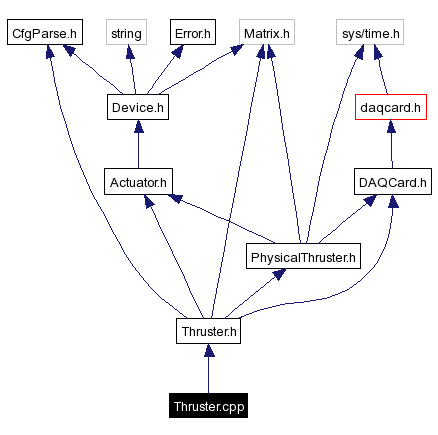 CfgParse.h
string
Error.h
Matrix.h
sys/time.h
Device.h
daqcard.h
Actuator.h
DAQCard.h
PhysicalThruster.h
Thruster.h
Thruster.cpp